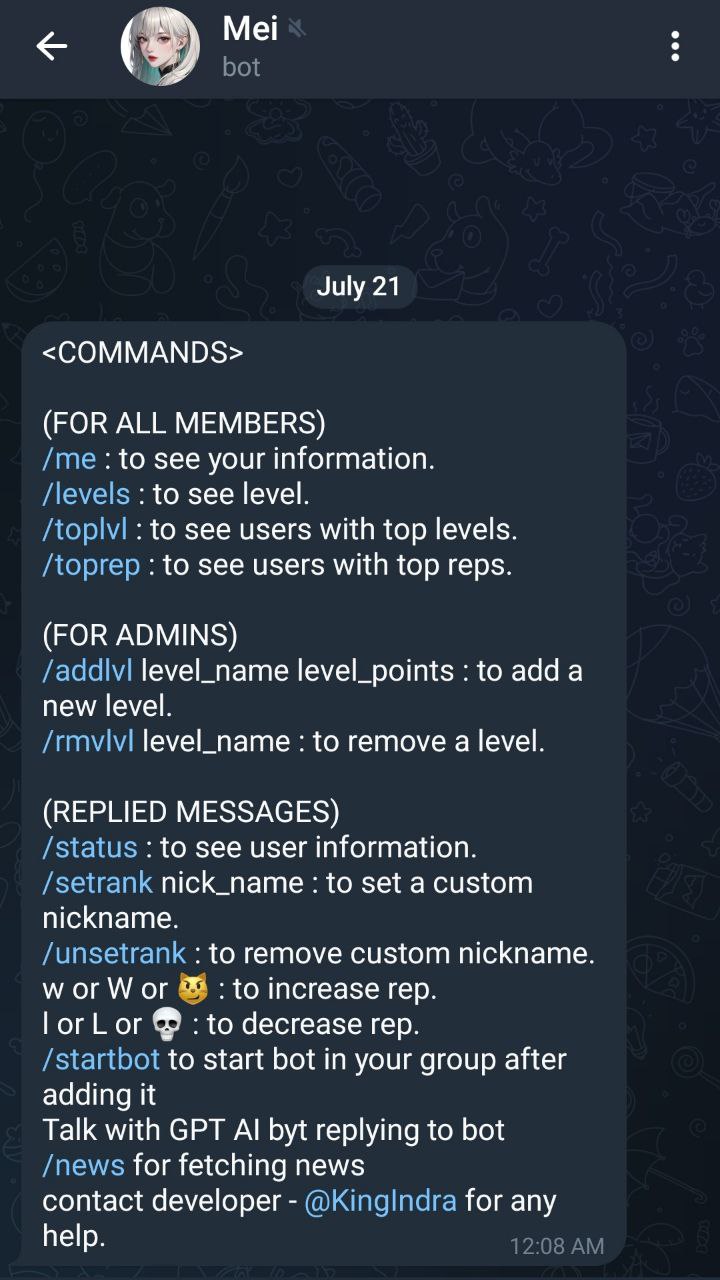 Mei
bot
July 21
<COMMANDS>
(FOR ALL MEMBERS)
/me : to see your information.
/levels : to see level.
/toplvl : to see users with top levels.
/toprep : to see users with top reps.
(FOR ADMINS)
/addlvl level_name level_points : to add a
new level.
/rmvlvl level_name : to remove a level.
(REPLIED MESSAGES)
/status : to see user information.
/setrank nick_name : to set a custom
nickname.
/unsetrank : to remove custom nickname.
w or W or 😼 : to increase rep.
l or L or 💀 : to decrease rep.
/startbot to start bot in your group after
adding it
Talk with GPT AI byt replying to bot
/news for fetching news
contact developer - @KingIndra for any
help.
12:08 AM